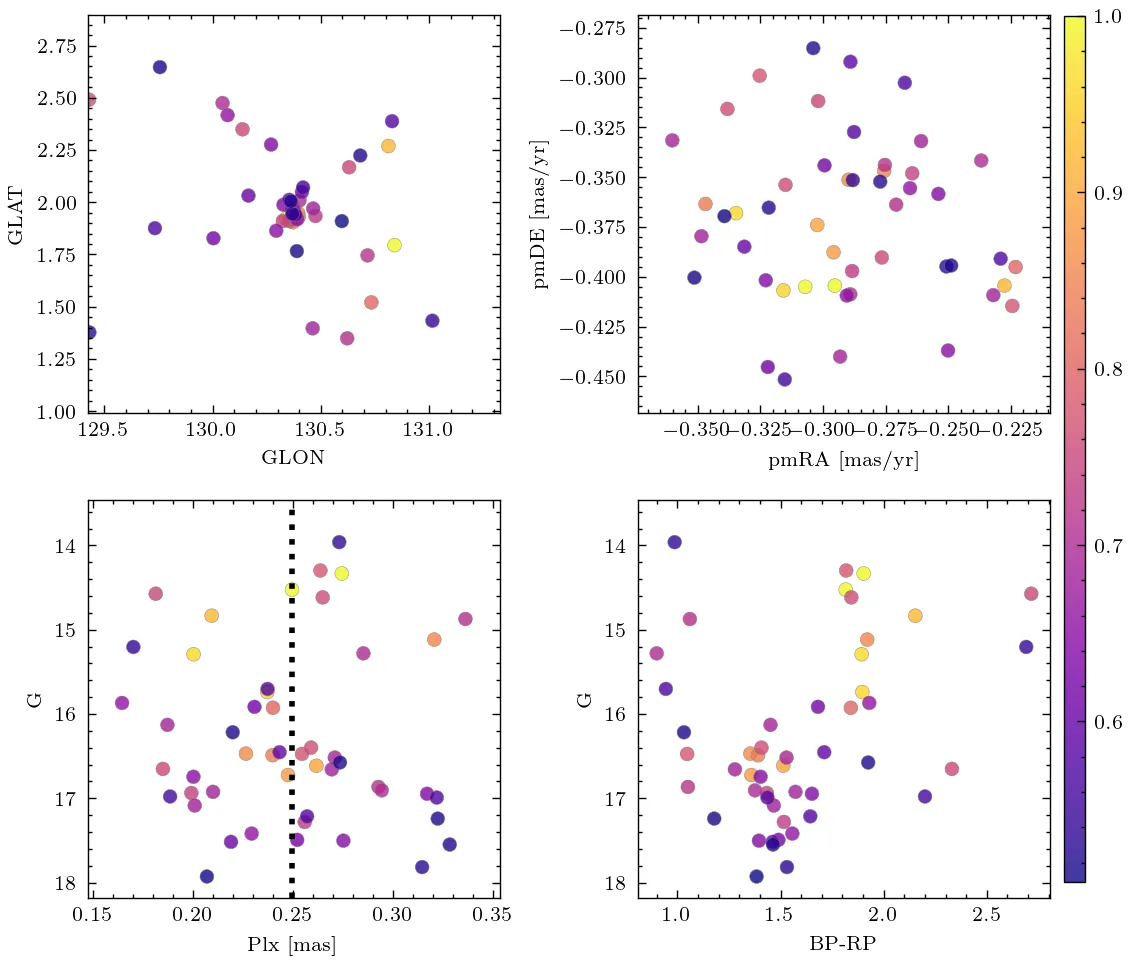 2.75
2.50
2.25
2.00
1.75
1.50
1.25
1.00
GLAT
129.5 130.0 130.5 131.0
GLON
−0.275
−0.300
−0.325
−0.350
−0.375
−0.400
−0.425
−0.450
pmDE [mas/yr]
−0.350 −0.325 −0.300 −0.275 −0.250 −0.225
pmRA [mas/yr]
1.0
0.9
0.8
0.7
0.6
14
15
16
17
18
G
0.15 0.20 0.25 0.30 0.35
Plx [mas]
14
15
16
17
18
G
1.0 1.5 2.0 2.5
BP-RP